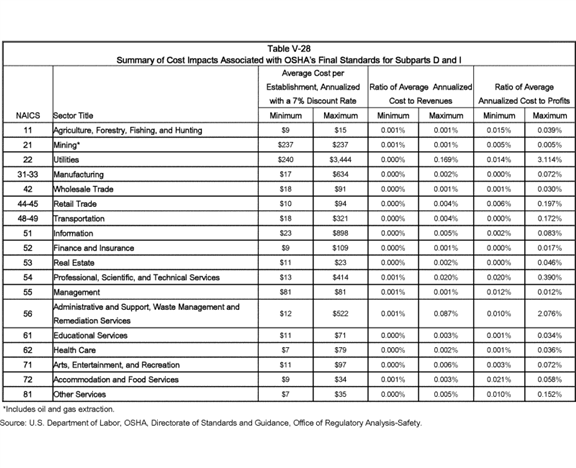 Table V-28
Summary of Cost Impacts Associated with OSHA's Final Standards for Subparts D and I
Average Cost per
Establishment, Annualized Ratio of Average Annualized Ratio of Average
with a 7% Discount Rate Cost to Revenues Annualized Cost to Profits
NAICS Sector Title Minimum Maximum Minimum Maximum Minimum Maximum
11 Agriculture, Forestry, Fishing, and Hunting $9 $15 0.001% 0.001% 0.015% 0.039%
21 Mining* $237 $237 0.001% 0.001% 0.005% 0.005%
22 Utilities $240 $3,444 0.000% 0.169% 0.014% 3.114%
31-33 Manufacturing $17 $634 0.000% 0.002% 0.000% 0.072%
42 Wholesale Trade $18 $91 0.000% 0.001% 0.001% 0.030%
44-45 Retail Trade $10 $94 0.000% 0.004% 0.006% 0.197%
48-49 Transportation $18 $321 0.000% 0.004% 0.000% 0.172%
51 Information $23 $898 0.000% 0.005% 0.002% 0.083%
52 Finance and Insurance $9 $109 0.000% 0.001% 0.000% 0.017%
53 Real Estate $11 $23 0.000% 0.002% 0.000% 0.046%
54 Professional, Scientific, and Technical Services $13 $414 0.001% 0.020% 0.020% 0.390%
55 Management $81 $81 0.001% 0.001% 0.012% 0.012%
Administrative and Support, Waste Management and
56 Remediation Services $12 $522 0.001% 0.087% 0.010% 2.076%
61 Educational Services $11 $71 0.000% 0.003% 0.001% 0.034%
62 Health Care $7 $79 0.000% 0.002% 0.001% 0.036%
71 Arts, Entertainment, and Recreation $11 $97 0.000% 0.006% 0.003% 0.072%
72 Accommodation and Food Services $9 $34 0.001% 0.003% 0.021% 0.058%
81 Other Services $7 $35 0.000% 0.005% 0.010% 0.152%
*Includes oil and gas extraction.
Source: U.S. Department of Labor, OSHA, Directorate of Standards and Guidance, Office of Regulatory Analysis-Safety.